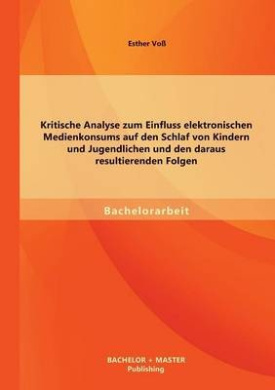 Esther Voß
Kritische Analyse zum Einfluss elektronischen
Medienkonsums auf den Schlaf von Kindern
und Jugendlichen und den daraus
resultierenden Folgen
Bachelorarbeit
BACHELOR + MASTER
Publishing